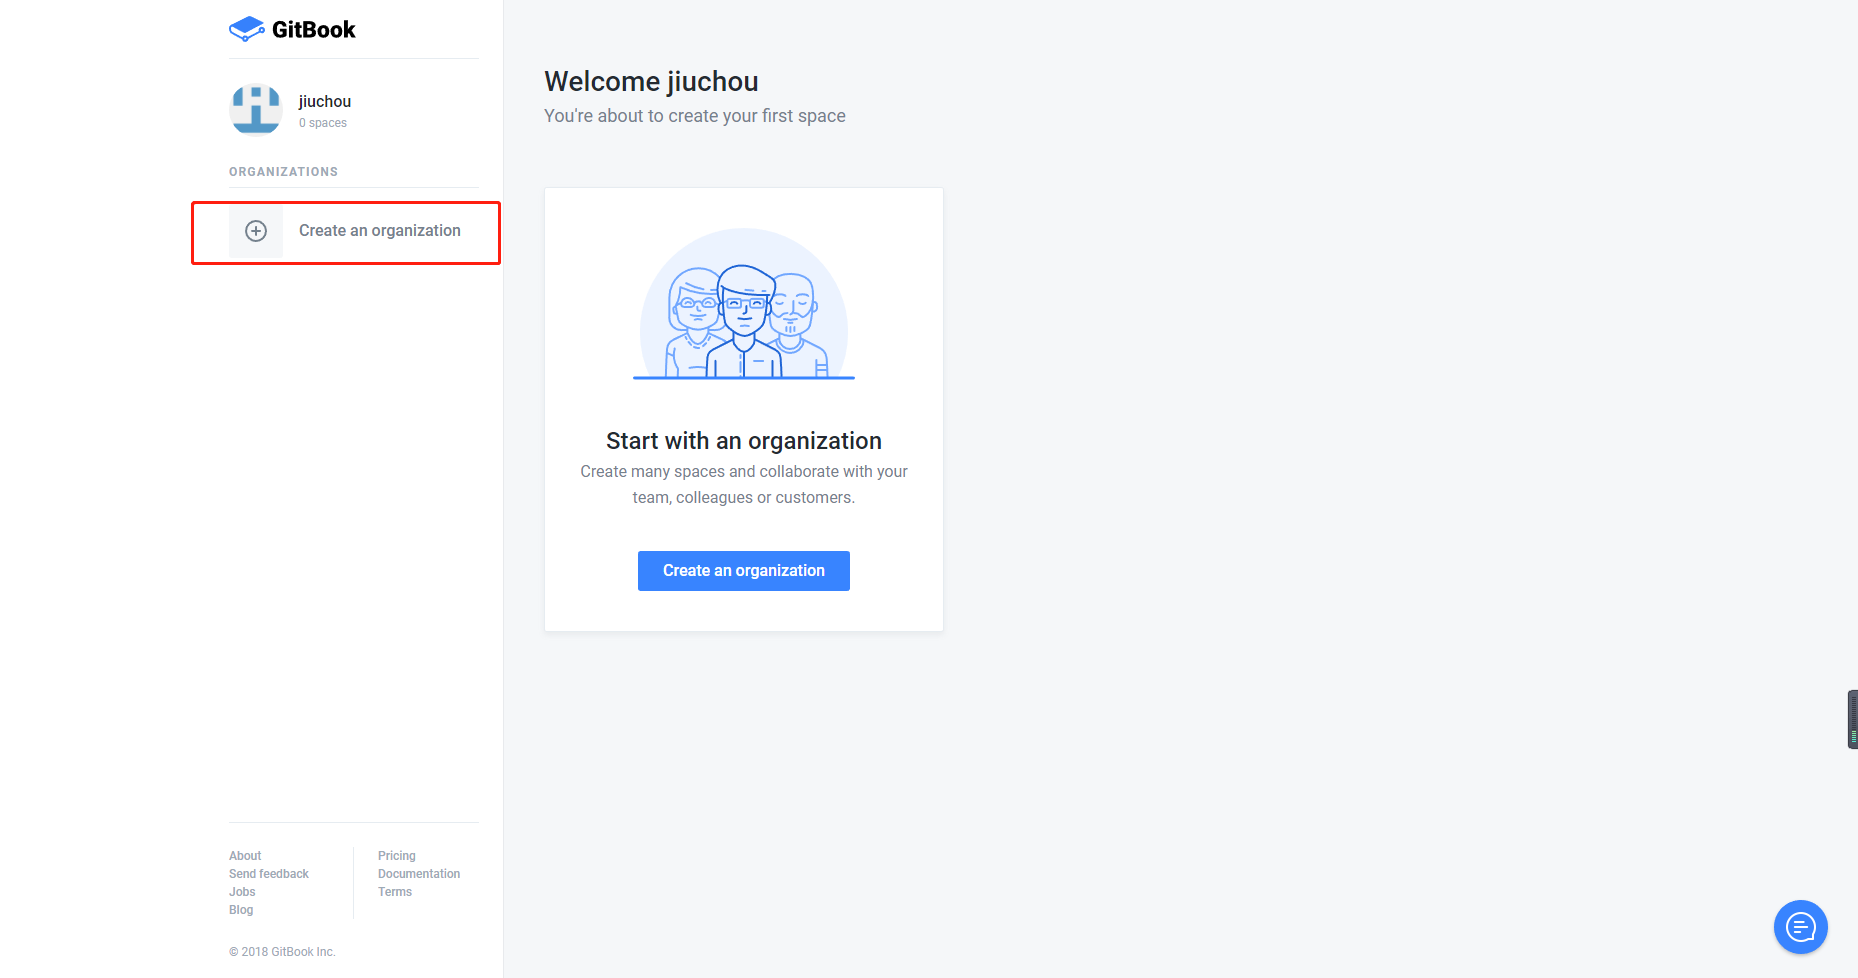 GitBook
jiuchou
0 spaces
ORGANIZATIONS
Create an organization
About
Send feedback
Jobs
Blog
Pricing
Documentation
Terms
© 2018 GitBook Inc.
Welcome jiuchou
You're about to create your first space
Start with an organization
Create many spaces and collaborate with your
team, colleagues or customers.
Create an organization